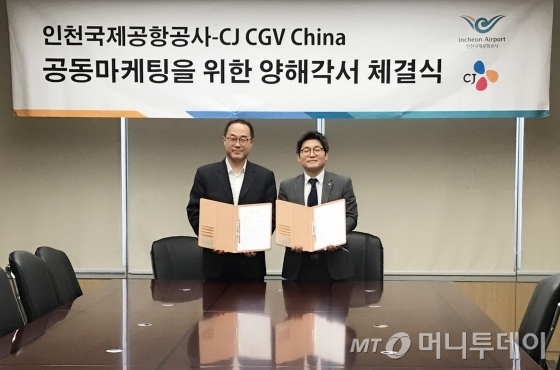 인천국제공항공사-CJ CGV China
공동마케팅을 위한 양해각서 체결식
Incheon Airport
인천국제공항공사
CJ
MT 머니투데이